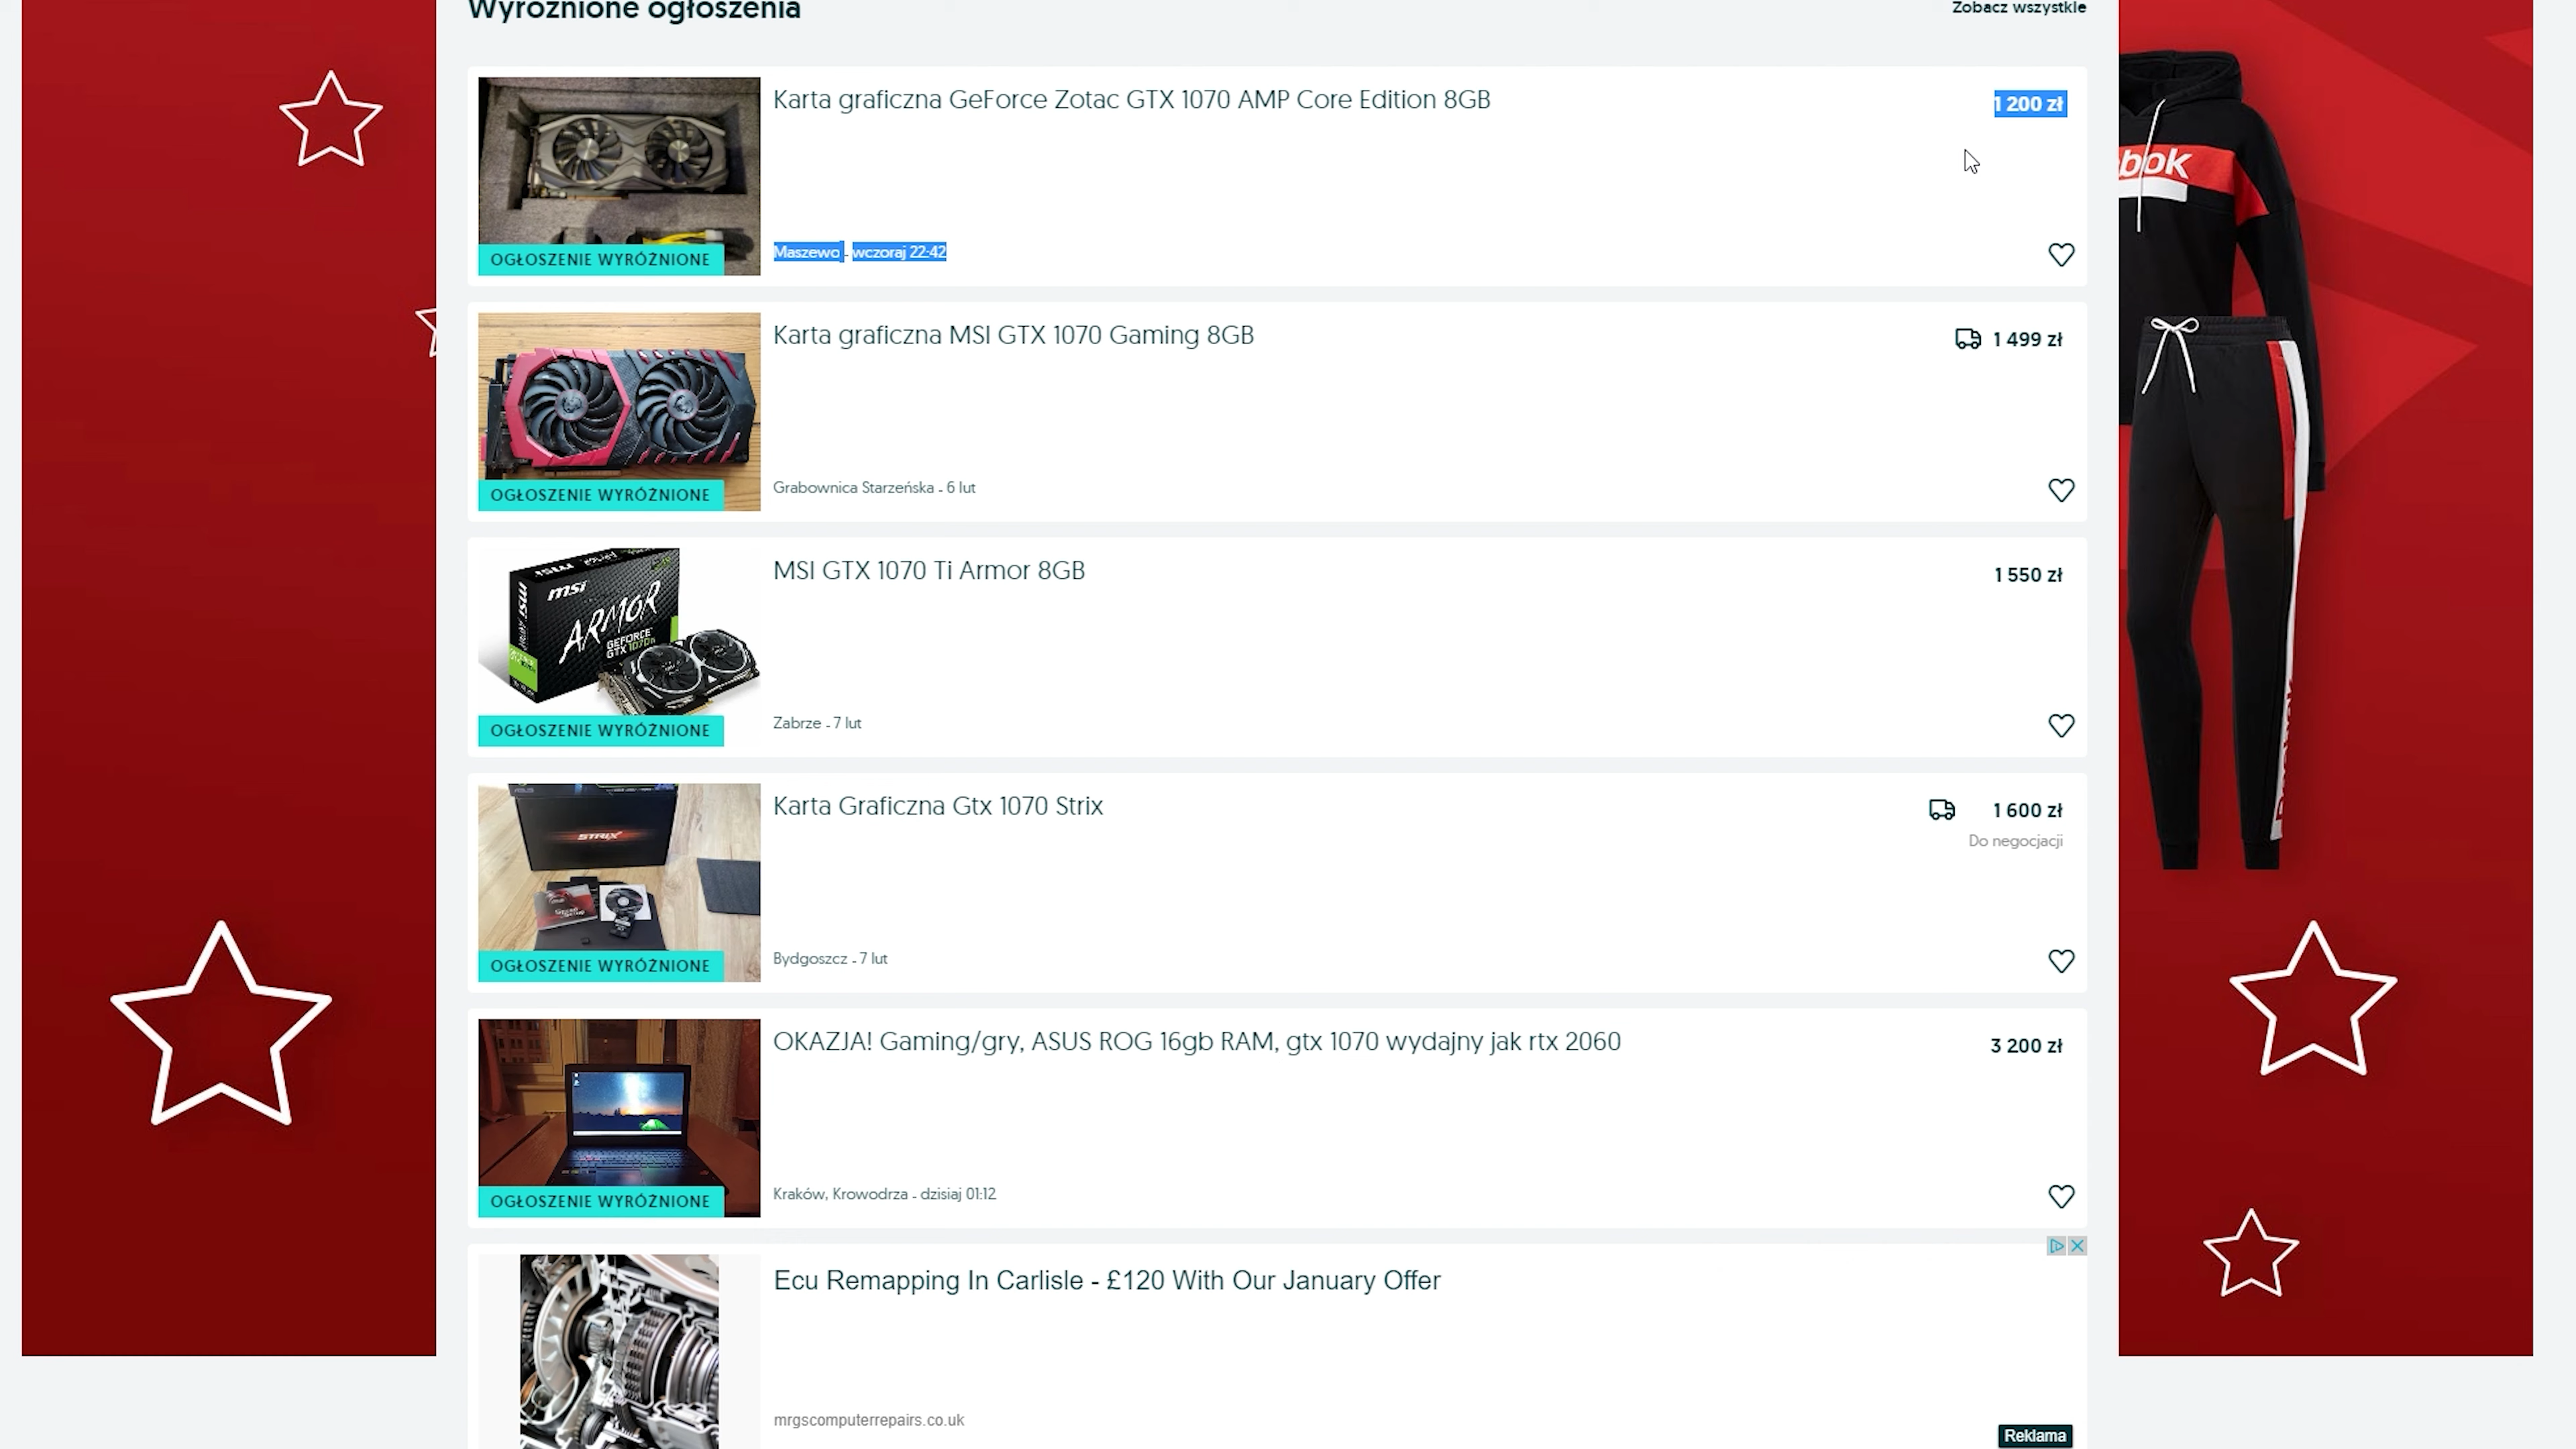 Wyróżnione ogłoszenia
Zobacz wszystkie
Karta graficzna GeForce Zotac GTX 1070 AMP Core Edition 8GB
1 200 zł
OGŁOSZENIE WYRÓŻNIONE
Maszewo - wczoraj 22:42
bok
Karta graficzna MSI GTX 1070 Gaming 8GB
1 499 zł
OGŁOSZENIE WYRÓŻNIONE
Grabownica Starzeńska - 6 lut
MSI GTX 1070 Ti Armor 8GB
1 550 zł
msi
ARMOR
GEFORCE
GTX 1070Ti
OGŁOSZENIE WYRÓŻNIONE
Zabrze - 7 lut
Karta Graficzna Gtx 1070 Strix
1 600 zł
Do negocjacji
STRIX
OGŁOSZENIE WYRÓŻNIONE
Bydgoszcz - 7 lut
OKAZJA! Gaming/gry, ASUS ROG 16gb RAM, gtx 1070 wydajny jak rtx 2060
3 200 zł
OGŁOSZENIE WYRÓŻNIONE
Kraków, Krowodrza - dzisiaj 01:12
Ecu Remapping In Carlisle - £120 With Our January Offer
mrgscomputerrepairs.co.uk
Reklama